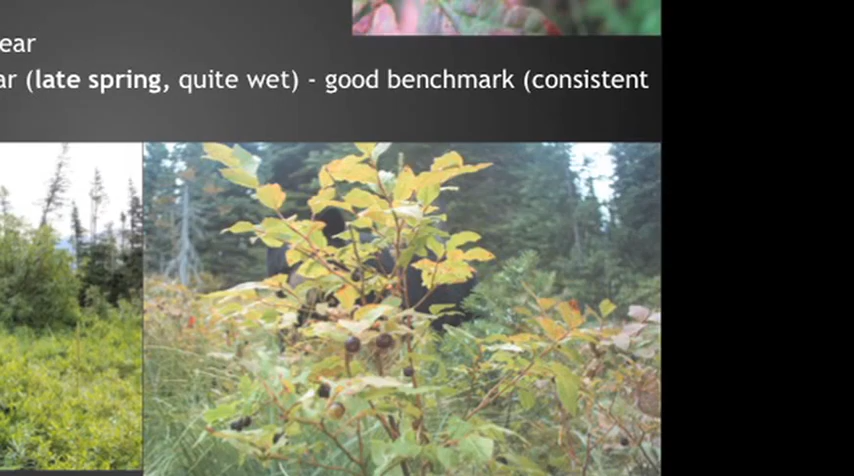 ear
ar (late spring, quite wet) - good benchmark (consistent